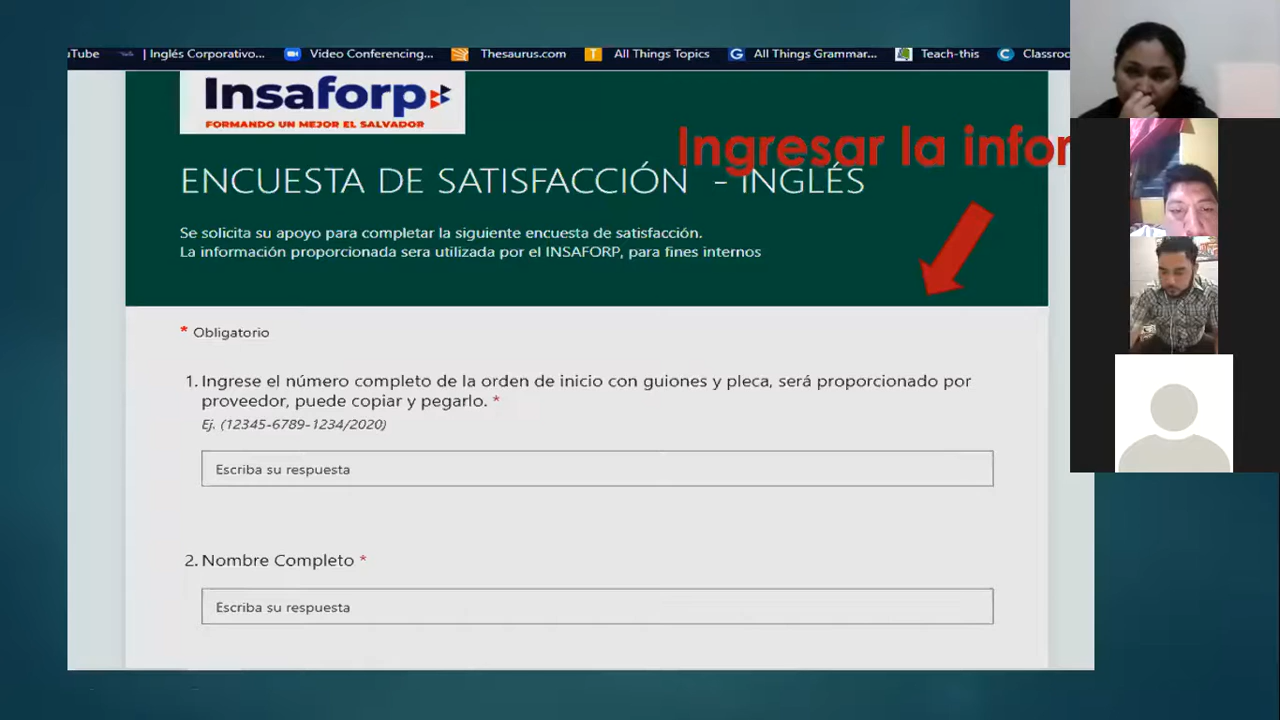 uTube
| Inglés Corporativo...
Video Conferencing...
Thesaurus.com
T
All Things Topics
G
All Things Grammar...
Teach-this
C
Classroo
Insaforp
FORMANDO UN MEJOR EL SALVADOR
Ingresar la infor
ENCUESTA DE SATISFACCIÓN - INGLÉS
Se solicita su apoyo para completar la siguiente encuesta de satisfacción.
La información proporcionada sera utilizada por el INSAFORP, para fines internos
* Obligatorio
1. Ingrese el número completo de la orden de inicio con guiones y pleca, será proporcionado por
proveedor, puede copiar y pegarlo. *
Ej. (12345-6789-1234/2020)
Escriba su respuesta
2. Nombre Completo *
Escriba su respuesta